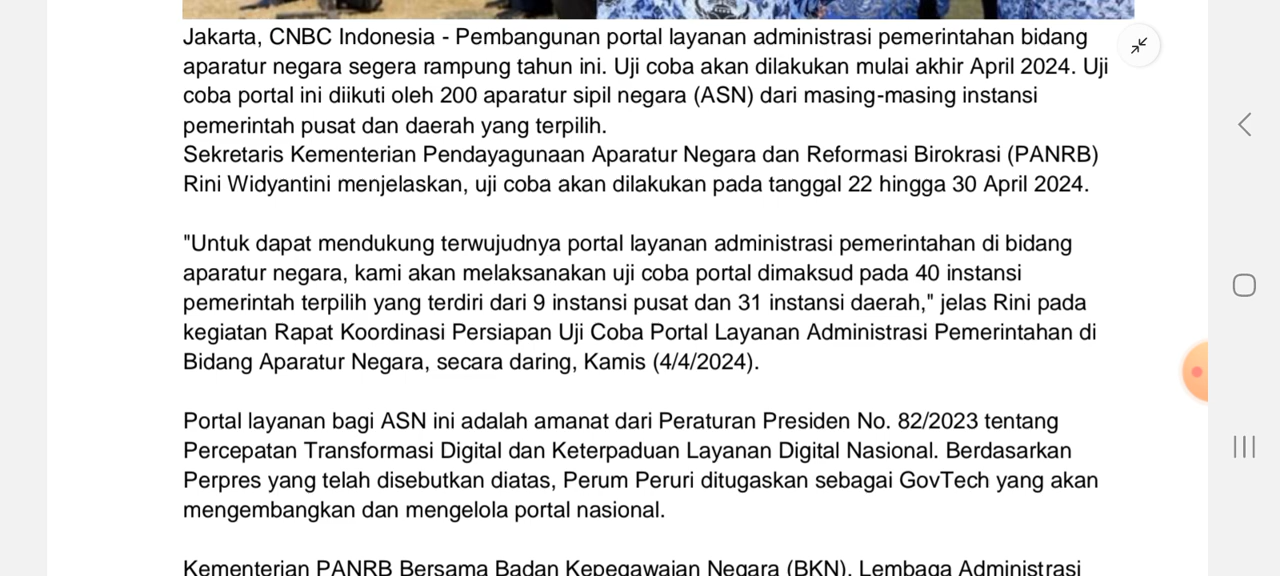 Jakarta, CNBC Indonesia - Pembangunan portal layanan administrasi pemerintahan bidang
aparatur negara segera rampung tahun ini. Uji coba akan dilakukan mulai akhir April 2024. Uji
coba portal ini diikuti oleh 200 aparatur sipil negara (ASN) dari masing-masing instansi
pemerintah pusat dan daerah yang terpilih.
Sekretaris Kementerian Pendayagunaan Aparatur Negara dan Reformasi Birokrasi (PANRB)
Rini Widyantini menjelaskan, uji coba akan dilakukan pada tanggal 22 hingga 30 April 2024.
"Untuk dapat mendukung terwujudnya portal layanan administrasi pemerintahan di bidang
aparatur negara, kami akan melaksanakan uji coba portal dimaksud pada 40 instansi
pemerintah terpilih yang terdiri dari 9 instansi pusat dan 31 instansi daerah," jelas Rini pada
kegiatan Rapat Koordinasi Persiapan Uji Coba Portal Layanan Administrasi Pemerintahan di
Bidang Aparatur Negara, secara daring, Kamis (4/4/2024).
Portal layanan bagi ASN ini adalah amanat dari Peraturan Presiden No. 82/2023 tentang
Percepatan Transformasi Digital dan Keterpaduan Layanan Digital Nasional. Berdasarkan
Perpres yang telah disebutkan diatas, Perum Peruri ditugaskan sebagai GovTech yang akan
mengembangkan dan mengelola portal nasional.
Kementerian PANRB Bersama Badan Kepegawaian Negara (BKN), Lembaga Administrasi